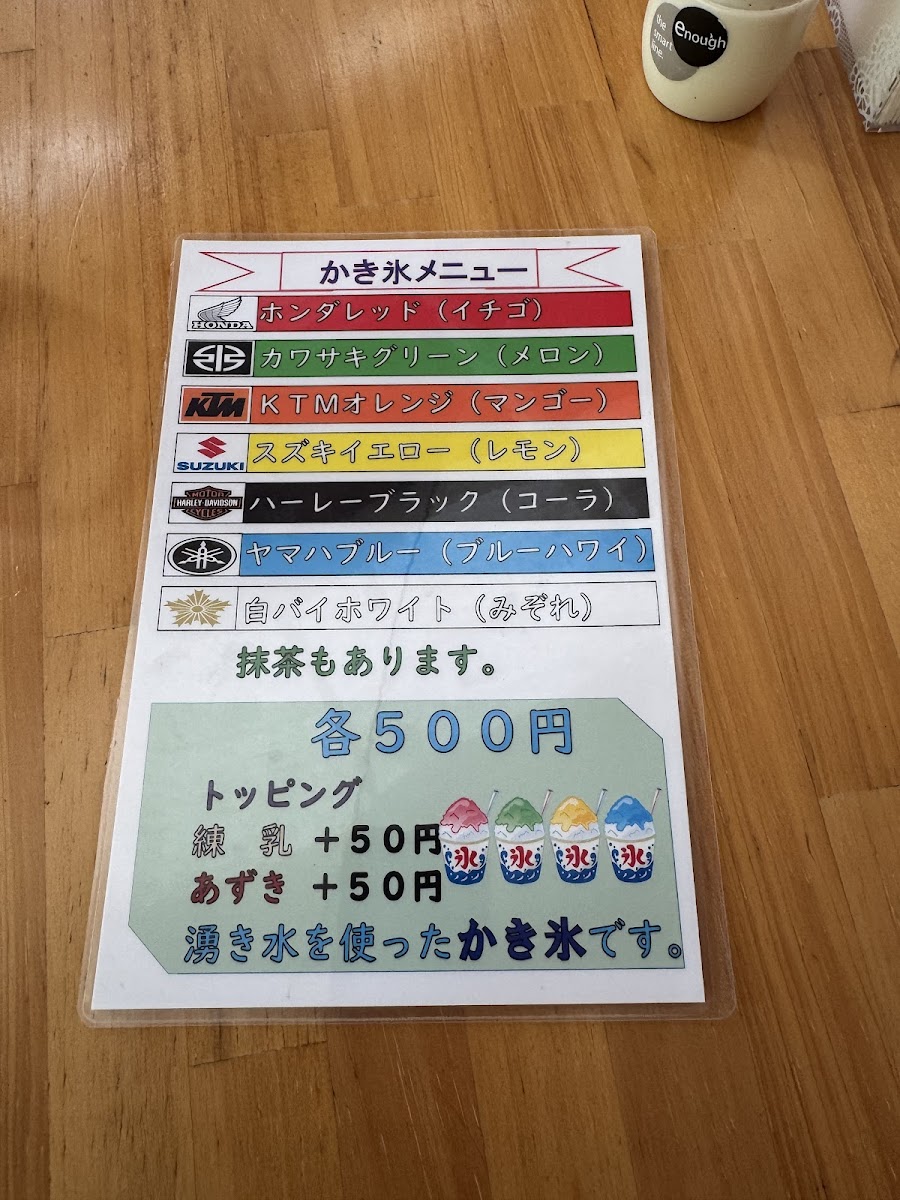 the
smart
line.
enough
かき氷メニュー
HONDA ホンダレッド（イチゴ）
カワサキグリーン（メロン）
KTM ＫＴＭオレンジ（マンゴー）
SUZUKI スズキイエロー（レモン）
MOTOR HARLEY-DAVIDSON CYCLES ハーレーブラック（コーラ）
ヤマハブルー（ブルーハワイ）
白バイホワイト（みぞれ）
抹茶もあります。
各５００円
トッピング
練　乳　＋５０円
あずき　＋５０円
氷 氷 氷 氷
湧き水を使ったかき氷です。